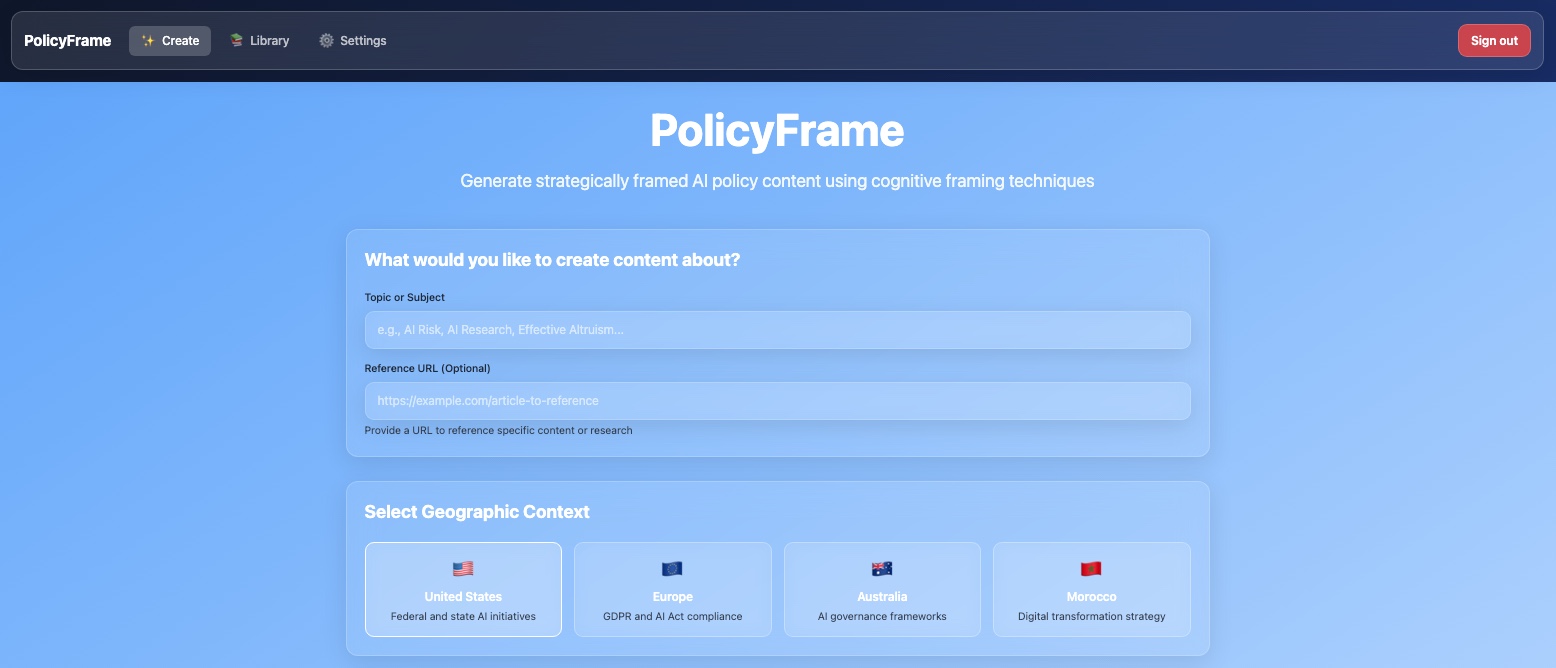 PolicyFrame
✨ Create
📚 Library
⚙️ Settings
Sign out
PolicyFrame
Generate strategically framed AI policy content using cognitive framing techniques
What would you like to create content about?
Topic or Subject
e.g., AI Risk, AI Research, Effective Altruism...
Reference URL (Optional)
https://example.com/article-to-reference
Provide a URL to reference specific content or research
Select Geographic Context
United States
Federal and state AI initiatives
Europe
GDPR and AI Act compliance
Australia
AI governance frameworks
Morocco
Digital transformation strategy